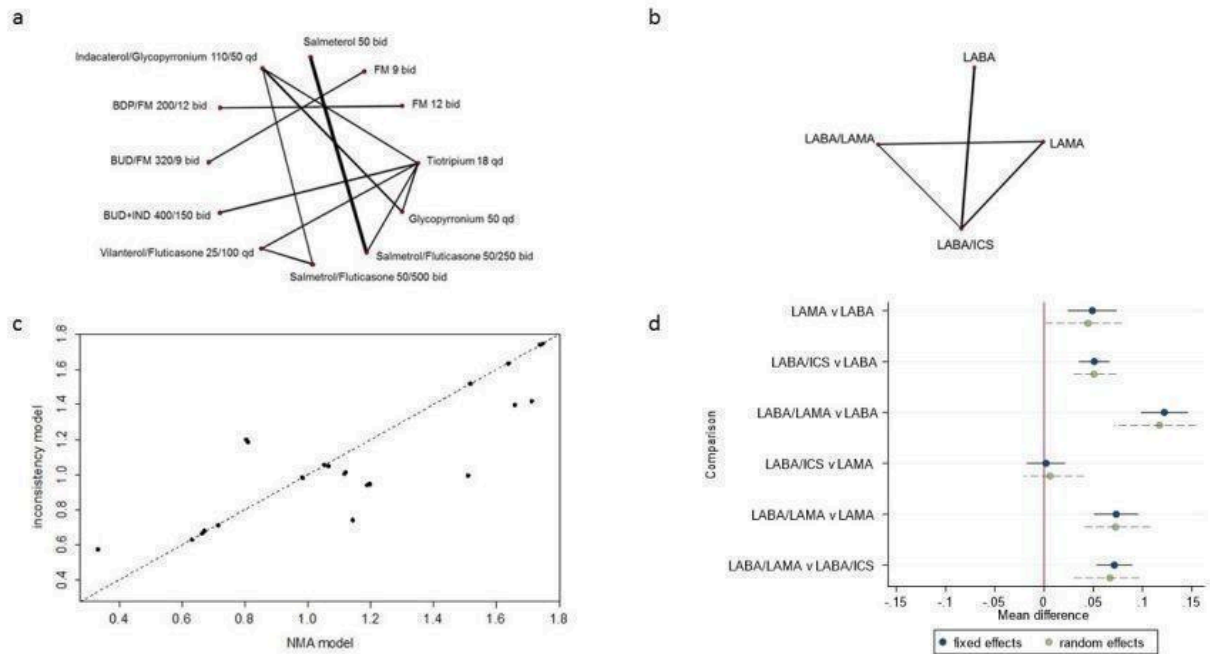 a
Salmeterol 50 bid
Indacaterol/Glycopyrronium 110/50 qd
FM 9 bid
BDP/FM 200/12 bid
FM 12 bid
BUD/FM 320/9 bid
Tiotripium 18 qd
BUD+IND 400/150 bid
Glycopyrronium 50 qd
Vilanterol/Fluticasone 25/100 qd
Salmetrol/Fluticasone 50/250 bid
Salmetrol/Fluticasone 50/500 bid
b
LABA
LABA/LAMA
LAMA
LABA/ICS
c
inconsistency model
1.8
1.6
1.4
1.2
1.0
0.8
0.6
0.4
0.4
0.6
0.8
1.0
1.2
1.4
1.6
1.8
NMA model
d
Comparison
LAMA v LABA
LABA/ICS v LABA
LABA/LAMA v LABA
LABA/ICS v LAMA
LABA/LAMA v LAMA
LABA/LAMA v LABA/ICS
-.15
-.1
-.05
0
.05
.1
.15
Mean difference
fixed effects
random effects